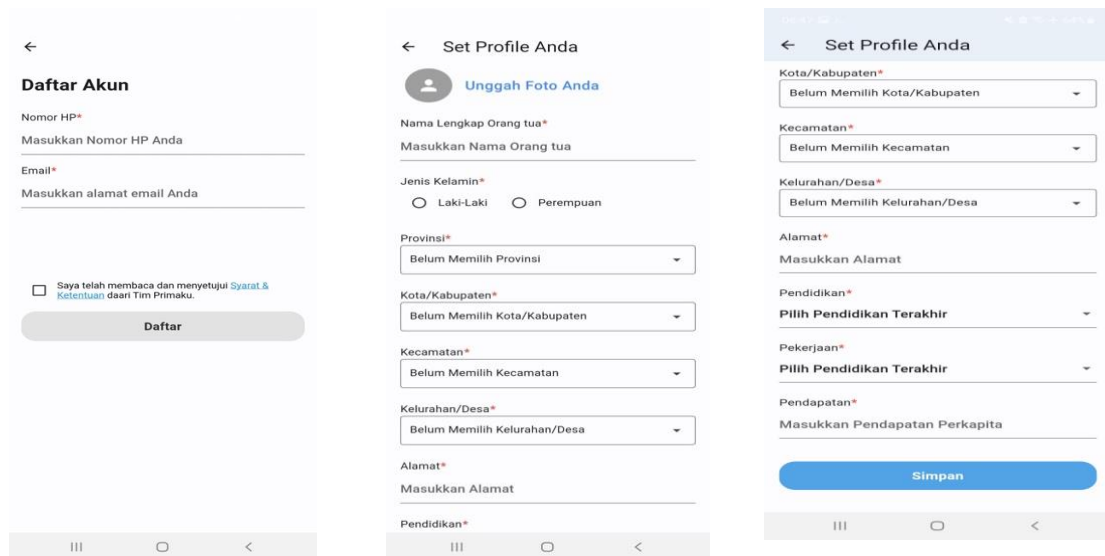 Daftar Akun
Nomor HP*
Masukkan Nomor HP Anda
Email*
Masukkan alamat email Anda
Saya telah membaca dan menyetujui Syarat &
Ketentuan daari Tim Primaku.
Daftar
Set Profile Anda
Unggah Foto Anda
Nama Lengkap Orang tua*
Masukkan Nama Orang tua
Jenis Kelamin*
Laki-Laki Perempuan
Provinsi*
Belum Memilih Provinsi
Kota/Kabupaten*
Belum Memilih Kota/Kabupaten
Kecamatan*
Belum Memilih Kecamatan
Kelurahan/Desa*
Belum Memilih Kelurahan/Desa
Alamat*
Masukkan Alamat
Pendidikan*
Set Profile Anda
Kota/Kabupaten*
Belum Memilih Kota/Kabupaten
Kecamatan*
Belum Memilih Kecamatan
Kelurahan/Desa*
Belum Memilih Kelurahan/Desa
Alamat*
Masukkan Alamat
Pendidikan*
Pilih Pendidikan Terakhir
Pekerjaan*
Pilih Pendidikan Terakhir
Pendapatan*
Masukkan Pendapatan Perkapita
Simpan